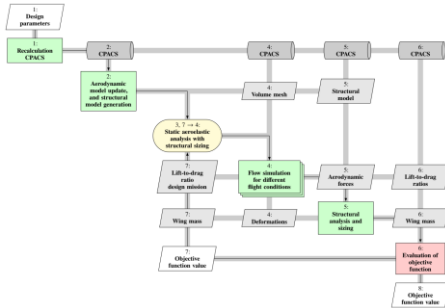 1:
Design
parameters
1:
Recalculation
CPACS
2:
CPACS
4:
CPACS
5:
CPACS
6:
CPACS
2:
Aerodynamic
model update,
and structural
model generation
4:
Volume mesh
5:
Structural
model
3, 7 → 4:
Static aeroelastic
analysis with
structural sizing
7:
Lift-to-drag
ratio
design mission
4:
Flow simulation
for different
flight conditions
5:
Aerodynamic
forces
6:
Lift-to-drag
ratios
7:
Wing mass
4:
Deformations
5:
Structural
analysis and
sizing
6:
Wing mass
7:
Objective
function value
6:
Evaluation of
objective
function
8:
Objective
function value